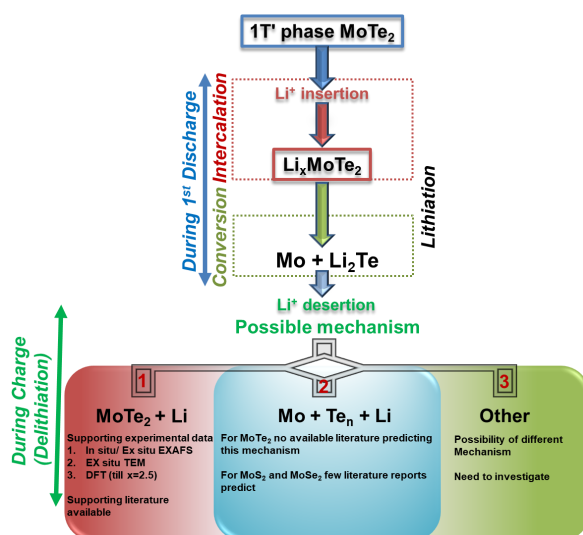 1T' phase MoTe₂
Li⁺ insertion
LiₓMoTe₂
Mo + Li₂Te
Li⁺ desertion
Possible mechanism
During 1ˢᵗ Discharge
Intercalation
Conversion
Lithiation
During Charge
(Delithiation)
1
MoTe₂ + Li
Supporting experimental data
1. In situ/ Ex situ EXAFS
2. EX situ TEM
3. DFT (till x=2.5)
Supporting literature
available
2
Mo + Teₙ + Li
For MoTe₂ no available literature predicting
this mechanism
For MoS₂ and MoSe₂ few literature reports
predict
3
Other
Possibility of different
Mechanism
Need to investigate